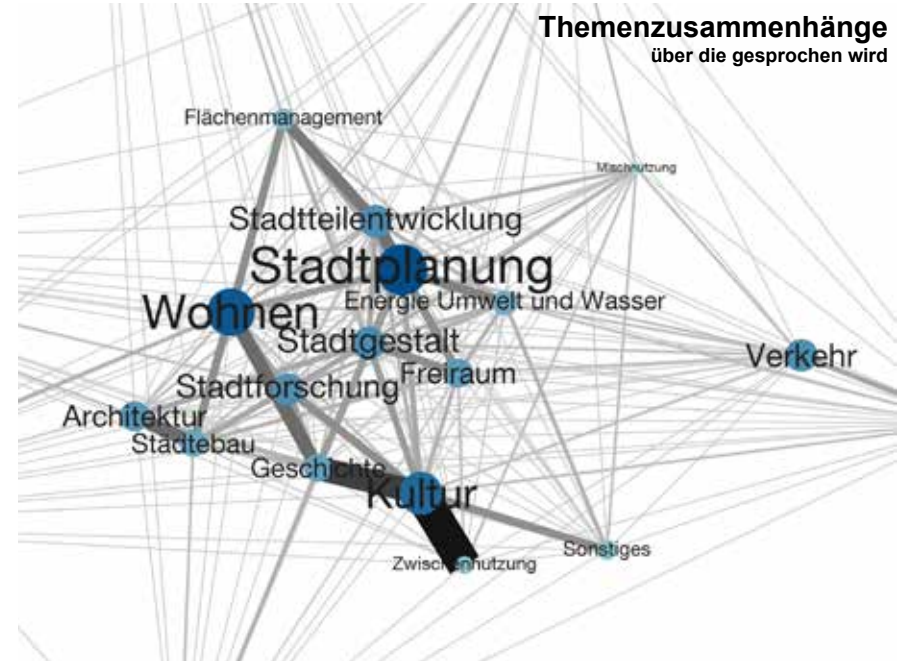 Themenzusammenhänge
über die gesprochen wird
Flächenmanagement
Mischnutzung
Stadtteilentwicklung
Stadtplanung
Energie Umwelt und Wasser
Wohnen
Stadtgestalt
Verkehr
Freiraum
Stadtforschung
Architektur
Städtebau
Geschichte
Kultur
Sonstiges
Zwischennutzung